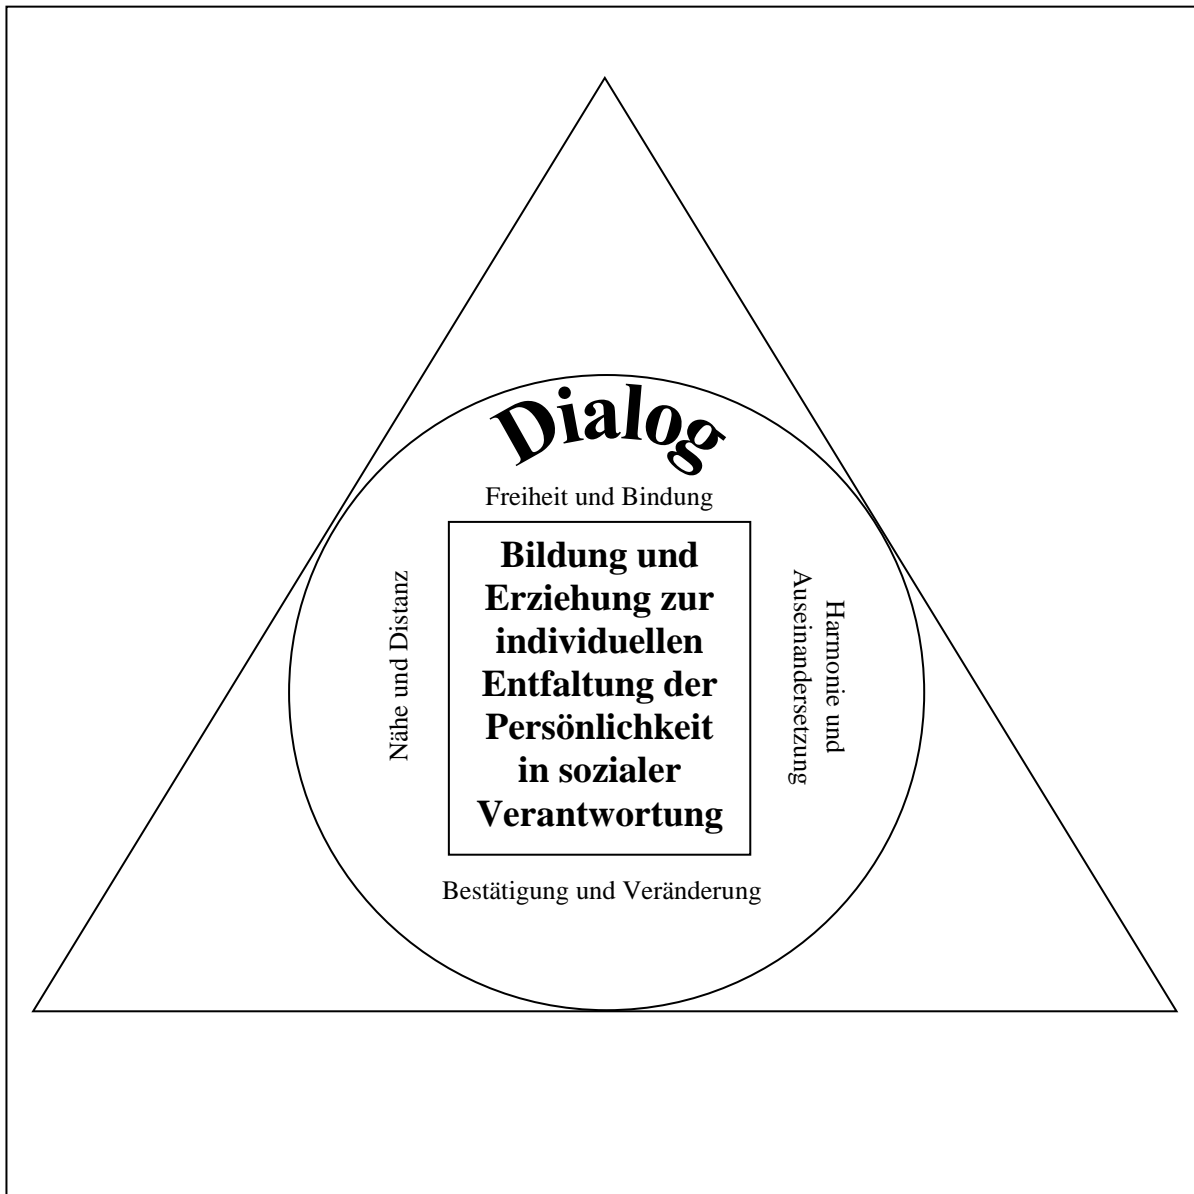 Dialog
Freiheit und Bindung
Nähe und Distanz
Bildung und
Erziehung zur
individuellen
Entfaltung der
Persönlichkeit
in sozialer
Verantwortung
Harmonie und
Auseinandersetzung
Bestätigung und Veränderung